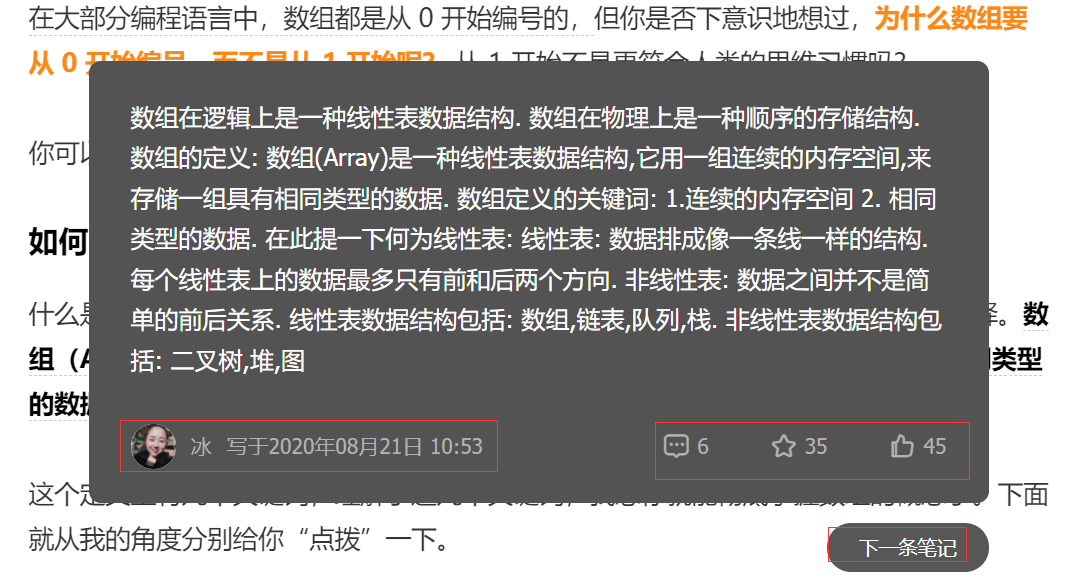 在大部分编程语言中，数组都是从 0 开始编号的，但你是否下意识地想过，为什么数组要
从 0 开始编号，而不是从 1 开始呢？ 从 1 开始不是更符合人类的思维习惯吗？
你可以
数组在逻辑上是一种线性表数据结构. 数组在物理上是一种顺序的存储结构.
数组的定义: 数组(Array)是一种线性表数据结构,它用一组连续的内存空间,来
存储一组具有相同类型的数据. 数组定义的关键词: 1.连续的内存空间 2. 相同
类型的数据. 在此提一下何为线性表: 线性表: 数据排成像一条线一样的结构.
每个线性表上的数据最多只有前和后两个方向. 非线性表: 数据之间并不是简
单的前后关系. 线性表数据结构包括: 数组,链表,队列,栈. 非线性表数据结构包
括: 二叉树,堆,图
如何
什么是
。数
组（A
类型
的数据
冰 写于2020年08月21日 10:53 6 35 45
这个定 下面
就从我的角度分别给你“点拨”一下。
下一条笔记